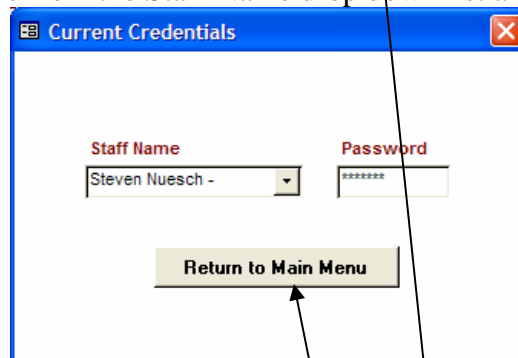 Current Credentials
Staff Name Password
Steven Nuesch - *******
Return to Main Menu